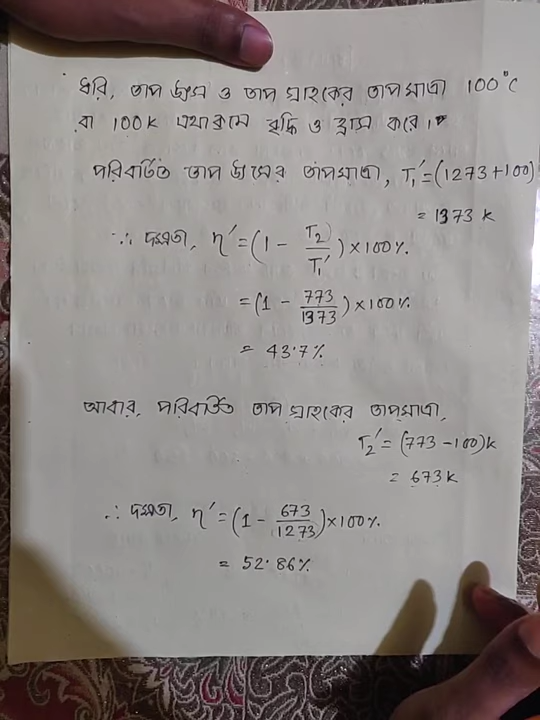 ধরি, তাপ উৎস ও তাপ গ্রাহকের তাপমাত্রা 100°C
বা 100K যথাক্রমে বৃদ্ধি ও হ্রাস করে।
পরিবর্তিত তাপ উৎসের তাপমাত্রা, T₁′=(1273+100)
= 1373 K
∴ দক্ষতা, η′=(1 - T₂/T₁′)×100%.
=(1 - 773/1373)×100%.
= 43.7%
আবার, পরিবর্তিত তাপ গ্রাহকের তাপমাত্রা,
T₂′= (773-100)K
= 673K
∴ দক্ষতা, η′=(1 - 673/1273)×100%.
= 52.86%